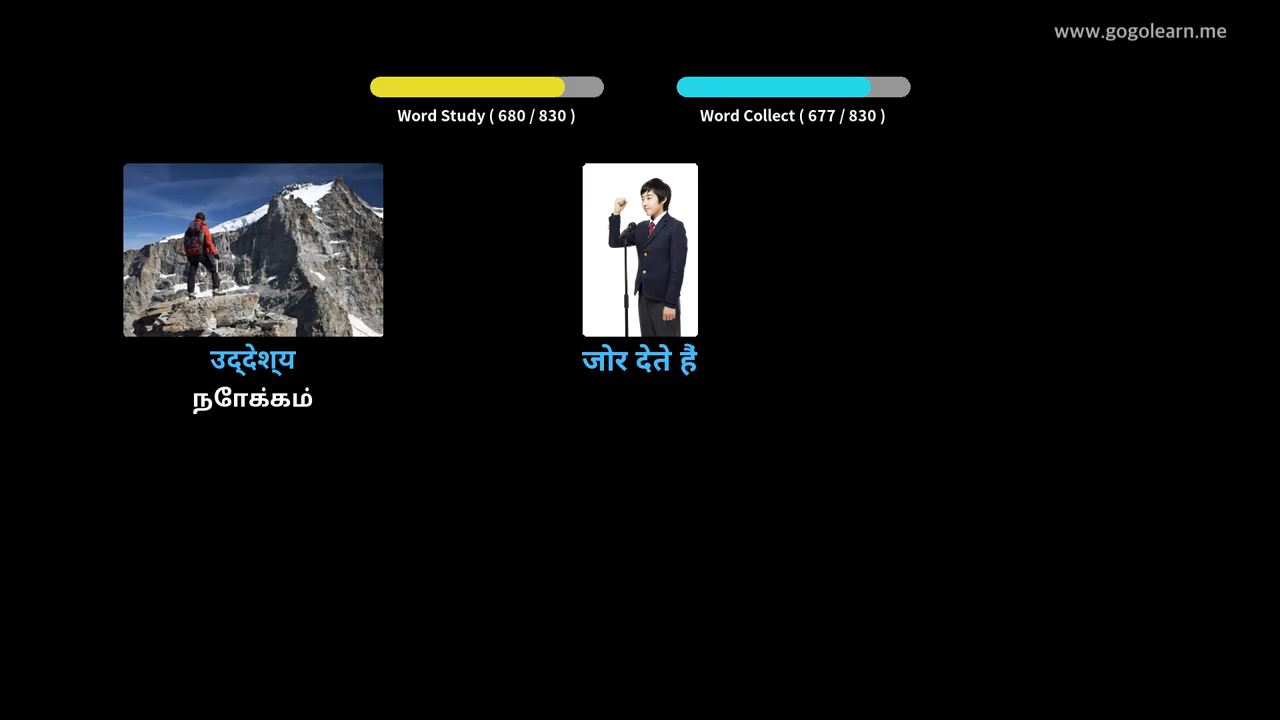 www.gogolearn.me
Word Study ( 680 / 830 )
Word Collect ( 677 / 830 )
उद्देश्य
जोर देते हैं
நோக்கம்